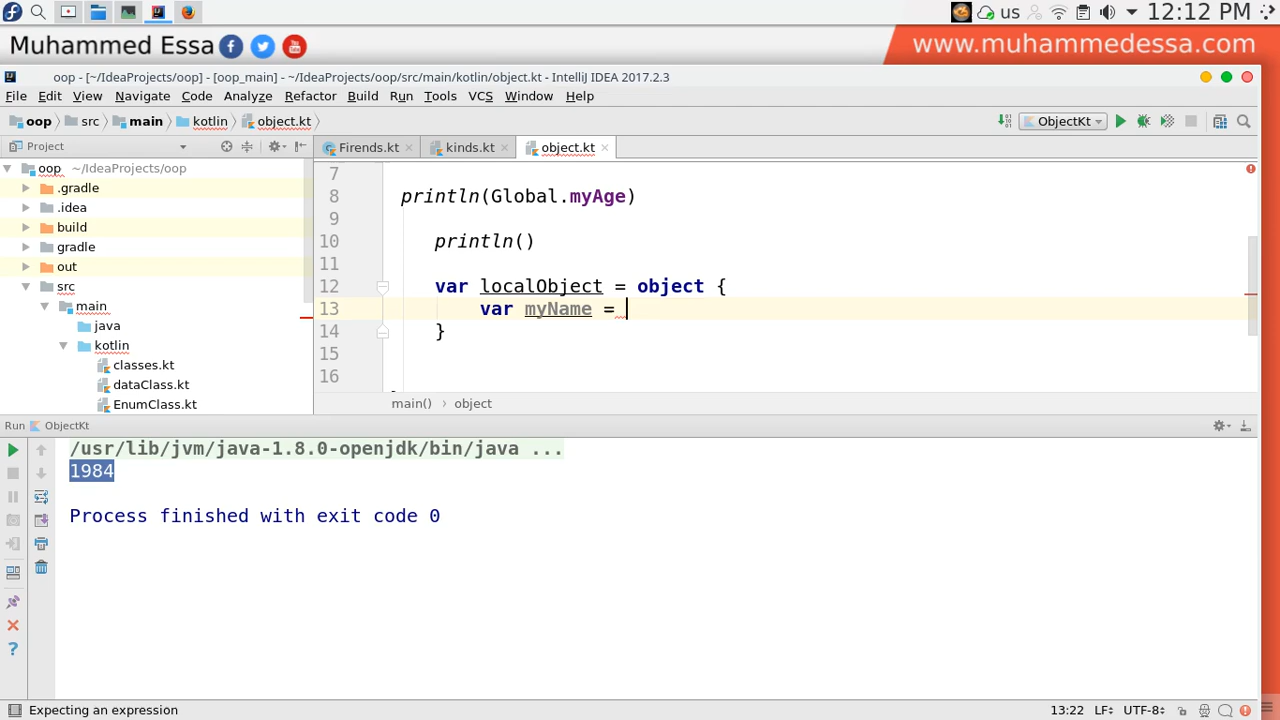 us 12:12 PM
Muhammed Essa
www.muhammedessa.com
oop - [~/IdeaProjects/oop] - [oop_main] - ~/IdeaProjects/oop/src/main/kotlin/object.kt - IntelliJ IDEA 2017.2.3
File Edit View Navigate Code Analyze Refactor Build Run Tools VCS Window Help
oop src main kotlin object.kt ObjectKt
Project Firends.kt kinds.kt object.kt
oop ~/IdeaProjects/oop
.gradle
.idea
build
gradle
out
src
main
java
kotlin
classes.kt
dataClass.kt
EnumClass.kt
7
8 println(Global.myAge)
9
10 println()
11
12 var localObject = object {
13 var myName =
14 }
15
16
main() object
Run ObjectKt
/usr/lib/jvm/java-1.8.0-openjdk/bin/java ...
1984
Process finished with exit code 0
Expecting an expression 13:22 LF÷ UTF-8÷